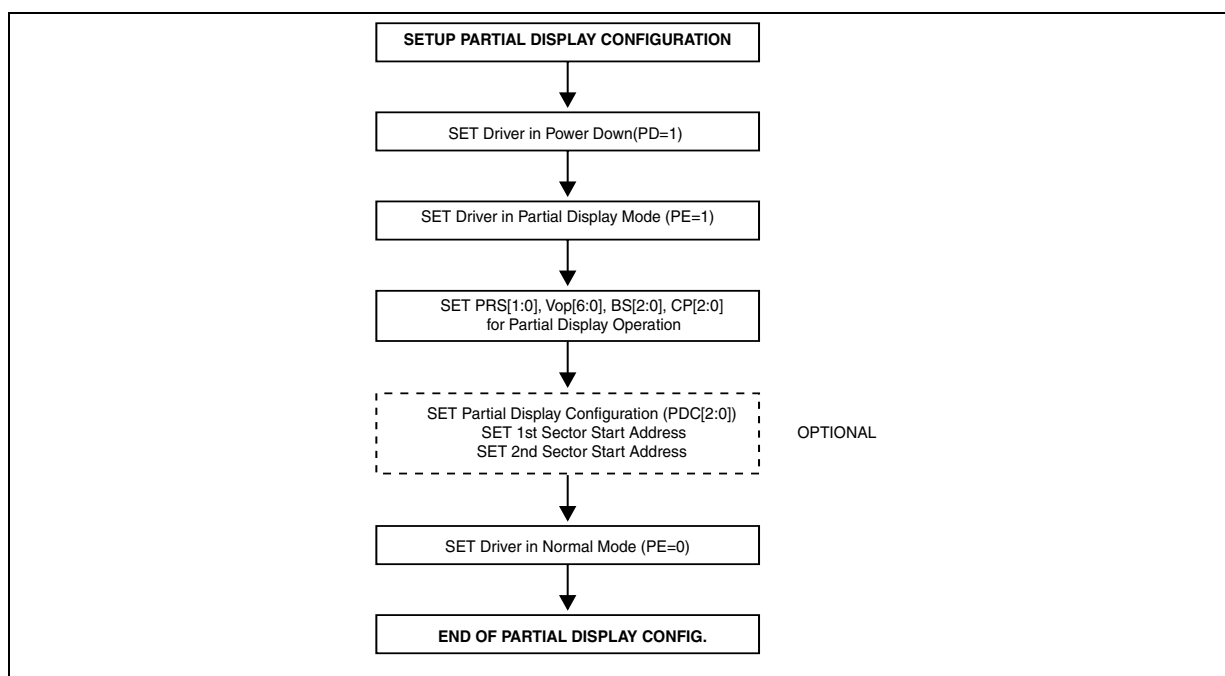 SETUP PARTIAL DISPLAY CONFIGURATION
SET Driver in Power Down(PD=1)
SET Driver in Partial Display Mode (PE=1)
SET PRS[1:0], Vop[6:0], BS[2:0], CP[2:0]
for Partial Display Operation
SET Partial Display Configuration (PDC[2:0])
SET 1st Sector Start Address
SET 2nd Sector Start Address
OPTIONAL
SET Driver in Normal Mode (PE=0)
END OF PARTIAL DISPLAY CONFIG.